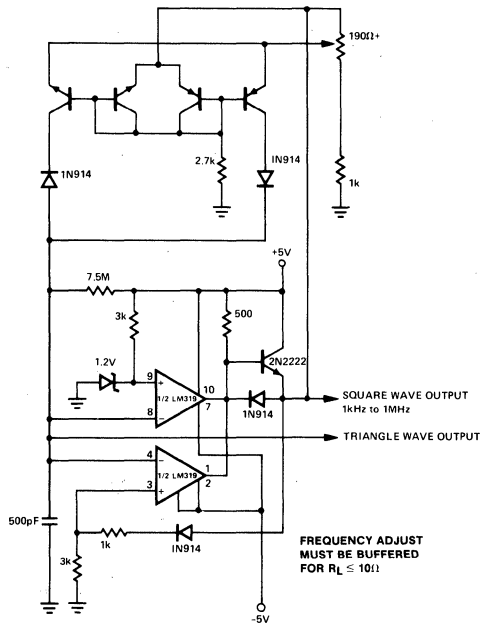 190Ω+
1N914
2.7k
IN914
1k
+5V
7.5M
3k
500
2N2222
1.2V
9
+
10
1/2 LM319
7
8
−
1N914
SQUARE WAVE OUTPUT
1kHz to 1MHz
TRIANGLE WAVE OUTPUT
4
−
1
1/2 LM319
2
3
+
500pF
1k
IN914
3k
FREQUENCY ADJUST
MUST BE BUFFERED
FOR RL ≤ 10Ω
-5V